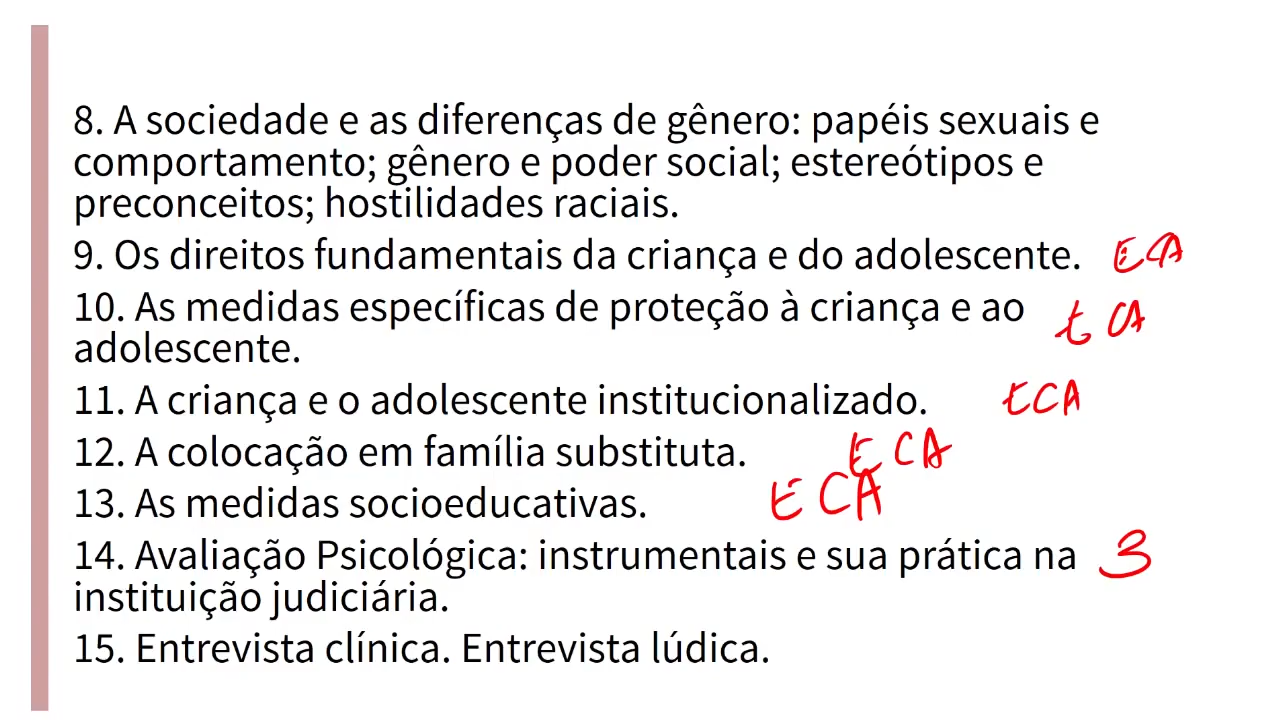 8. A sociedade e as diferenças de gênero: papéis sexuais e
comportamento; gênero e poder social; estereótipos e
preconceitos; hostilidades raciais.
9. Os direitos fundamentais da criança e do adolescente. ECA
10. As medidas específicas de proteção à criança e ao ECA
adolescente.
11. A criança e o adolescente institucionalizado. ECA
12. A colocação em família substituta. ECA
13. As medidas socioeducativas. ECA
14. Avaliação Psicológica: instrumentais e sua prática na 3
instituição judiciária.
15. Entrevista clínica. Entrevista lúdica.